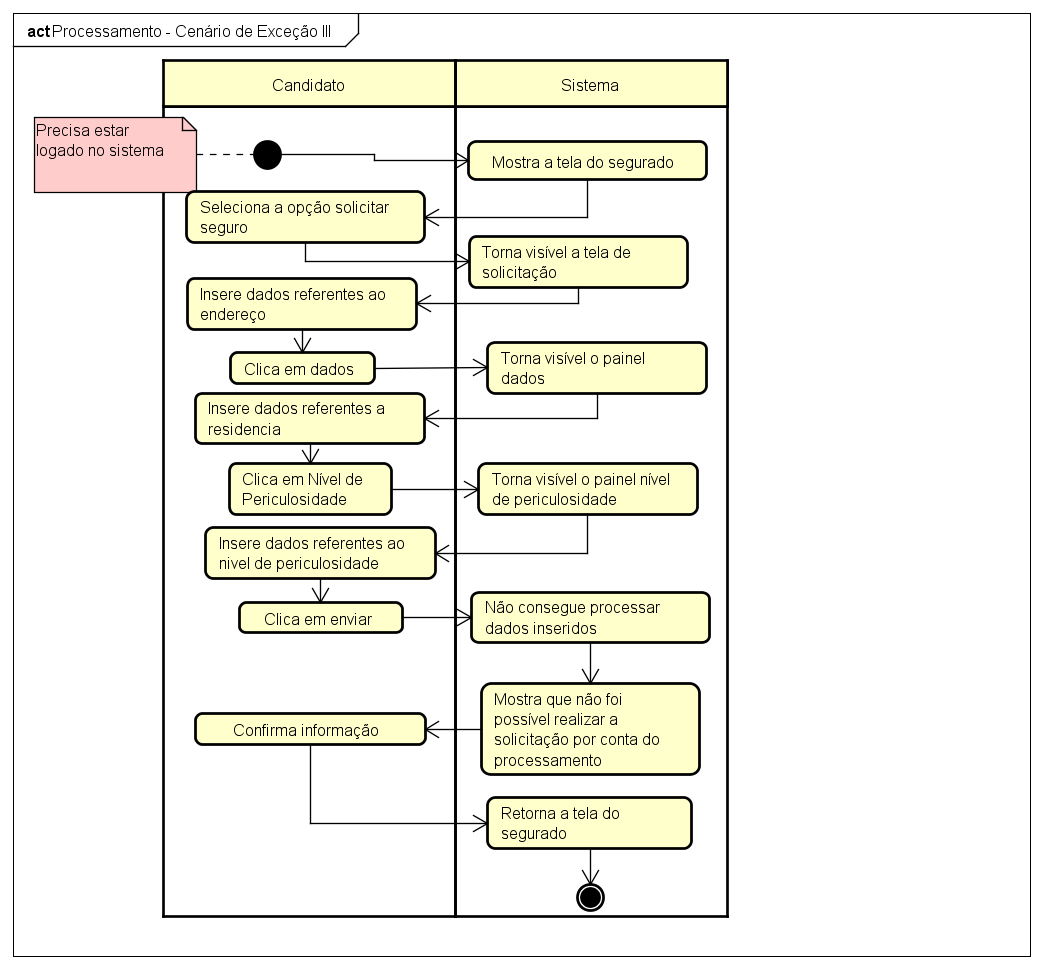 act Processamento - Cenário de Exceção III
Candidato
Sistema
Precisa estar
logado no sistema
Mostra a tela do segurado
Seleciona a opção solicitar
seguro
Torna visível a tela de
solicitação
Insere dados referentes ao
endereço
Clica em dados
Torna visível o painel
dados
Insere dados referentes a
residencia
Clica em Nível de
Periculosidade
Torna visível o painel nível
de periculosidade
Insere dados referentes ao
nivel de periculosidade
Clica em enviar
Não consegue processar
dados inseridos
Mostra que não foi
possível realizar a
solicitação por conta do
processamento
Confirma informação
Retorna a tela do
segurado